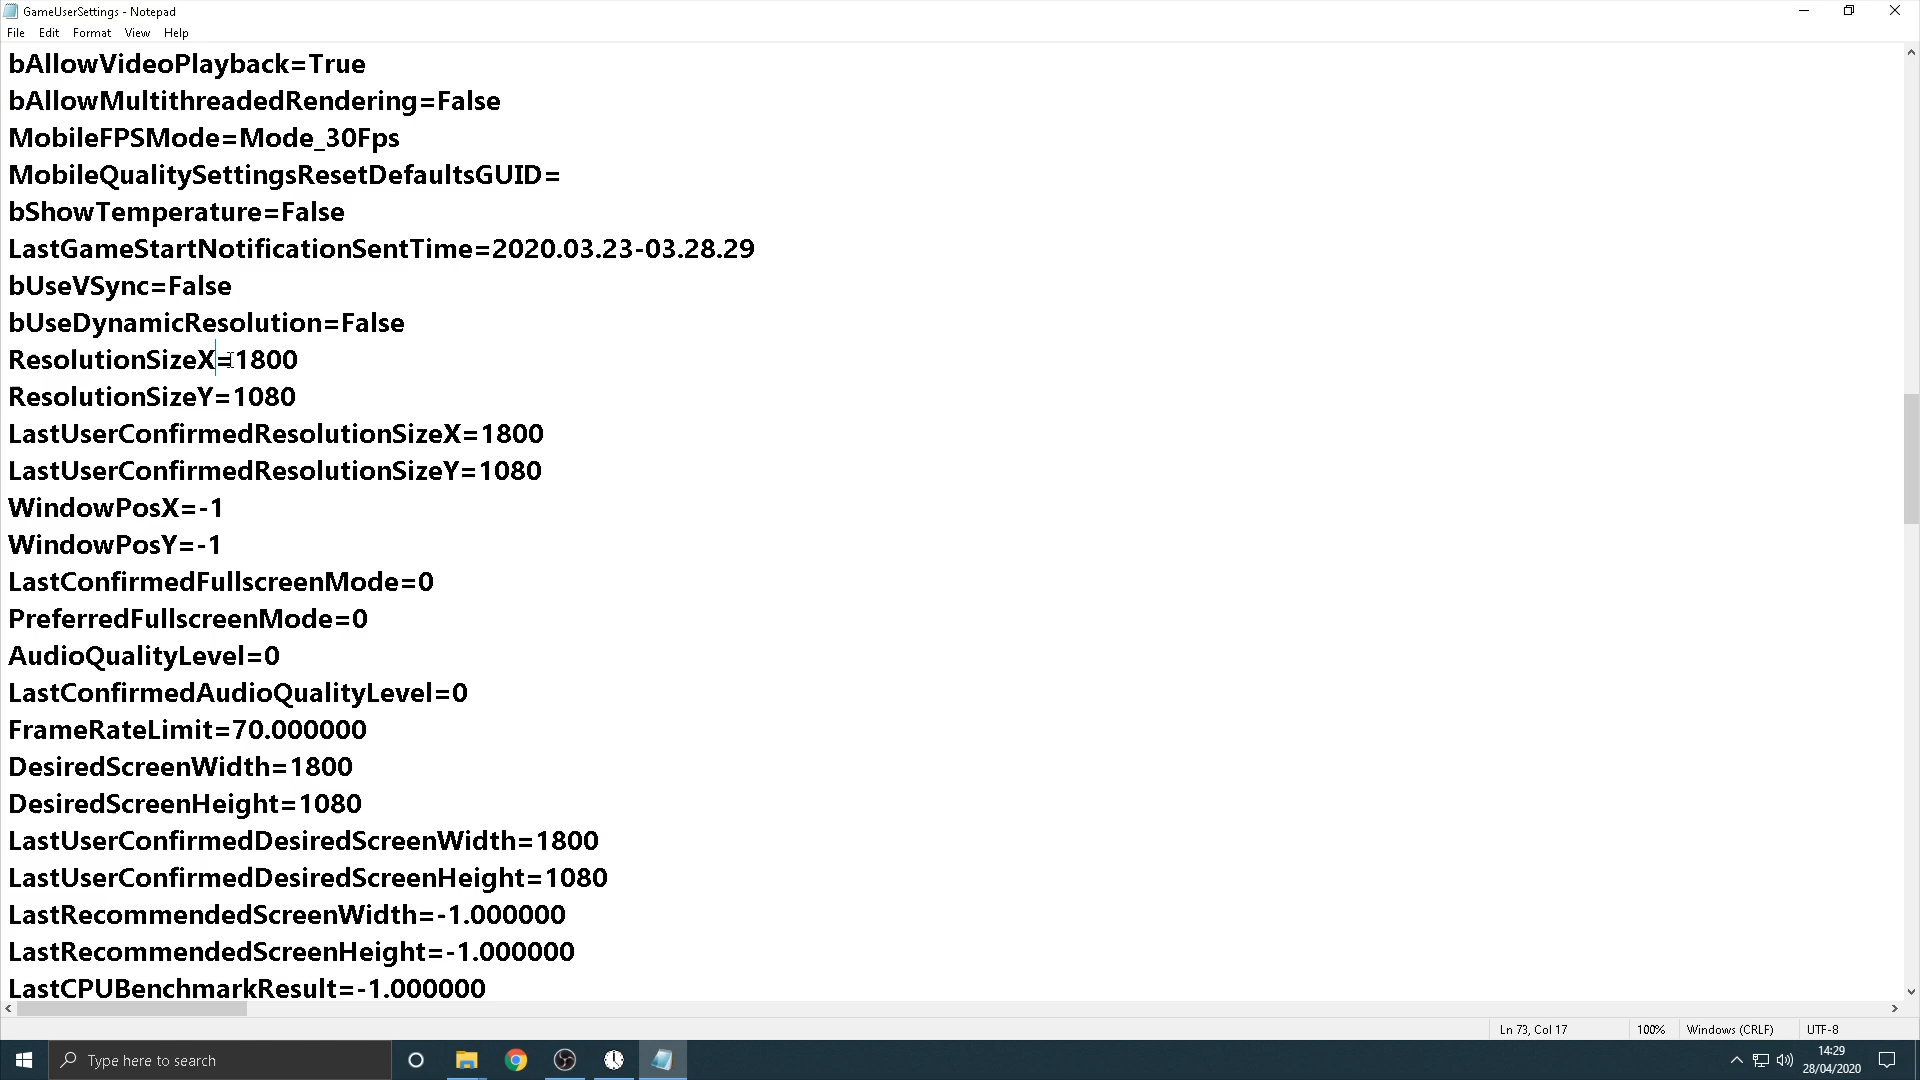 GameUserSettings - Notepad
File Edit Format View Help
bAllowVideoPlayback=True
bAllowMultithreadedRendering=False
MobileFPSMode=Mode_30Fps
MobileQualitySettingsResetDefaultsGUID=
bShowTemperature=False
LastGameStartNotificationSentTime=2020.03.23-03.28.29
bUseVSync=False
bUseDynamicResolution=False
ResolutionSizeX=1800
ResolutionSizeY=1080
LastUserConfirmedResolutionSizeX=1800
LastUserConfirmedResolutionSizeY=1080
WindowPosX=-1
WindowPosY=-1
LastConfirmedFullscreenMode=0
PreferredFullscreenMode=0
AudioQualityLevel=0
LastConfirmedAudioQualityLevel=0
FrameRateLimit=70.000000
DesiredScreenWidth=1800
DesiredScreenHeight=1080
LastUserConfirmedDesiredScreenWidth=1800
LastUserConfirmedDesiredScreenHeight=1080
LastRecommendedScreenWidth=-1.000000
LastRecommendedScreenHeight=-1.000000
LastCPUBenchmarkResult=-1.000000
Ln 73, Col 17 100% Windows (CRLF) UTF-8
Type here to search
14:29
28/04/2020